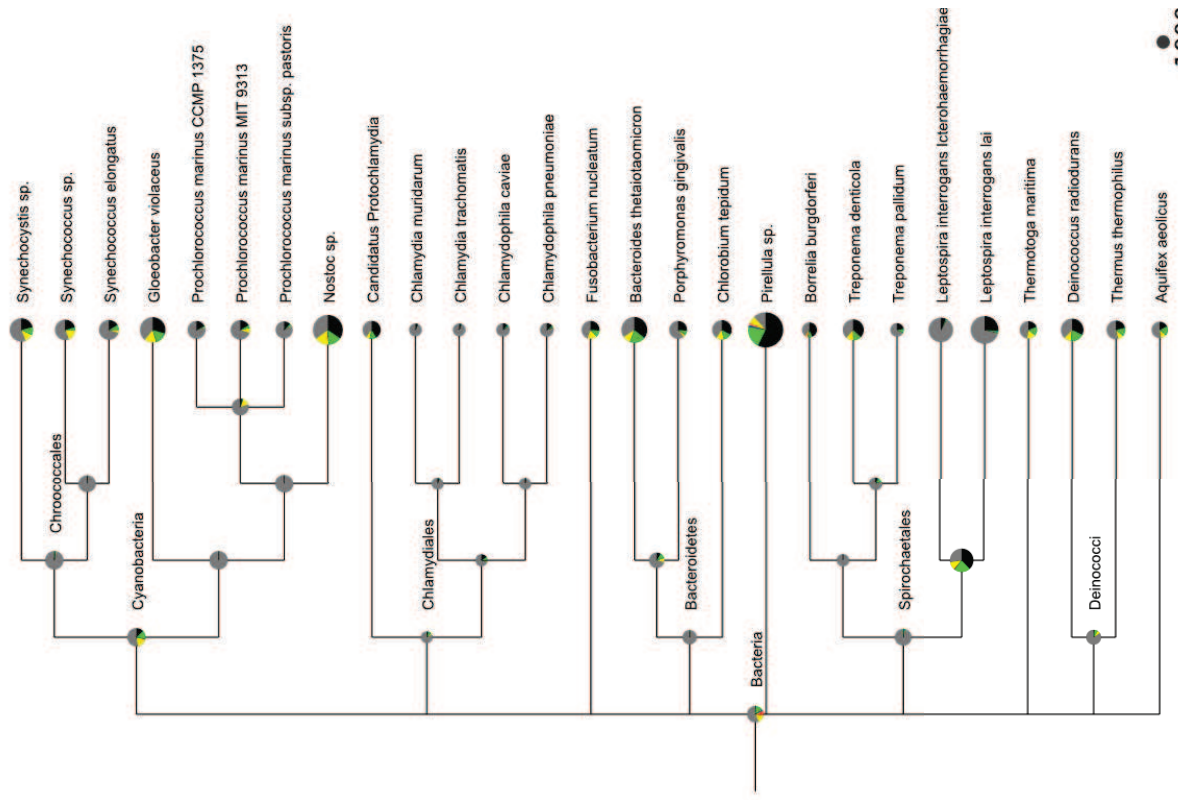 Synechocystis sp.
Synechococcus sp.
Synechococcus elongatus
Gloeobacter violaceus
Prochlorococcus marinus CCMP 1375
Prochlorococcus marinus MIT 9313
Prochlorococcus marinus subsp. pastoris
Nostoc sp.
Candidatus Protochlamydia
Chlamydia muridarum
Chlamydia trachomatis
Chlamydophila caviae
Chlamydophila pneumoniae
Fusobacterium nucleatum
Bacteroides thetaiotaomicron
Porphyromonas gingivalis
Chlorobium tepidum
Pirellula sp.
Borrelia burgdorferi
Treponema denticola
Treponema pallidum
Leptospira interrogans Icterohaemorrhagiae
Leptospira interrogans lai
Thermotoga maritima
Deinococcus radiodurans
Thermus thermophilus
Aquifex aeolicus
Chroococcales
Cyanobacteria
Chlamydiales
Bacteroidetes
Bacteria
Spirochaetales
Deinococci